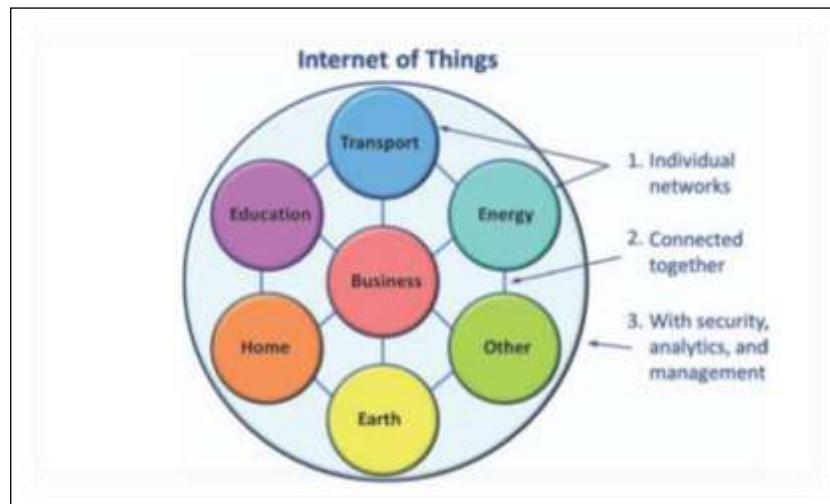 Internet of Things
Transport
1. Individual
networks
Education
Energy
2. Connected
together
Business
3. With security,
analytics, and
management
Home
Other
Earth